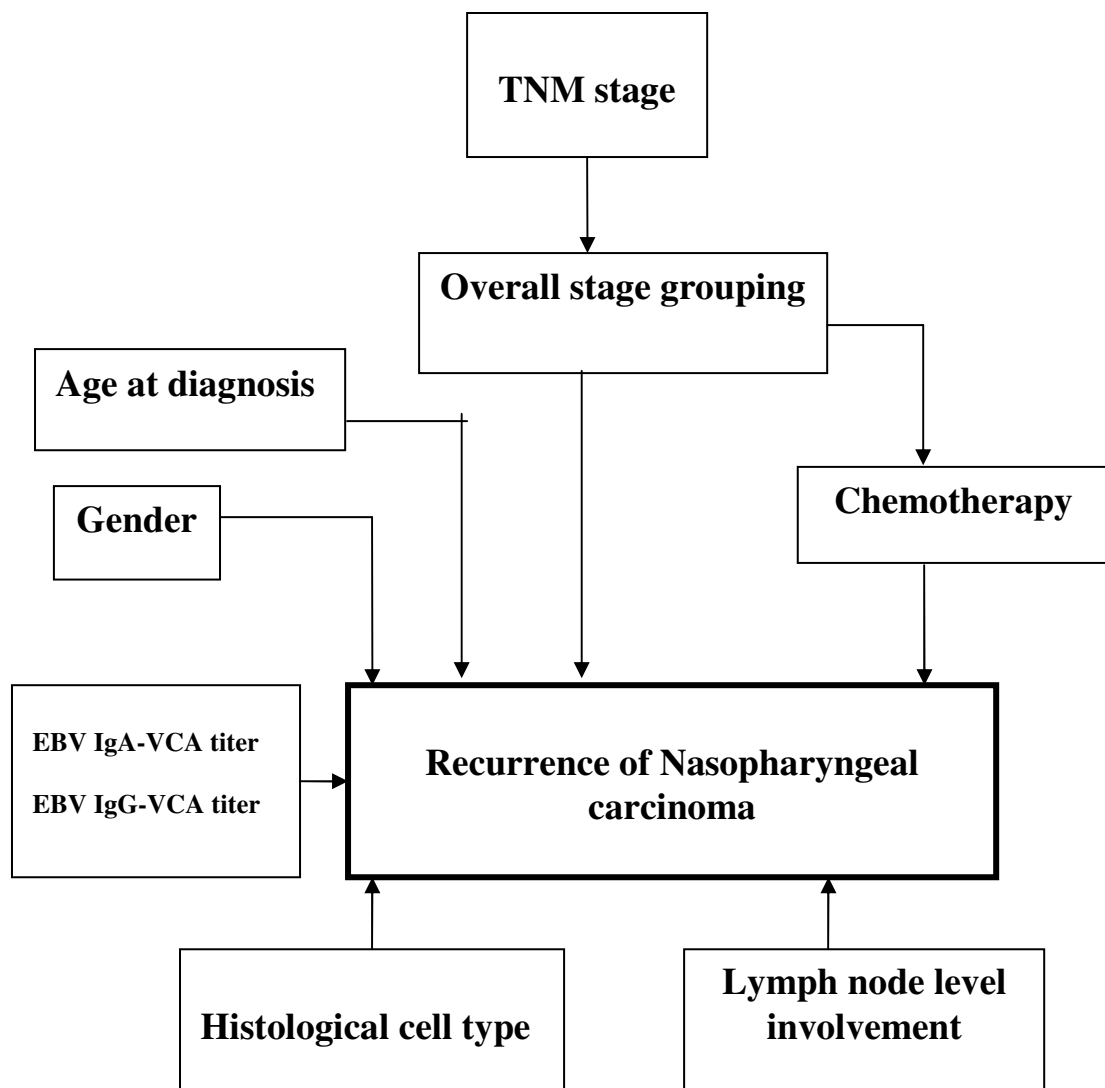 TNM stage
Overall stage grouping
Age at diagnosis
Chemotherapy
Gender
EBV IgA-VCA titer
EBV IgG-VCA titer
Recurrence of Nasopharyngeal
carcinoma
Histological cell type
Lymph node level
involvement